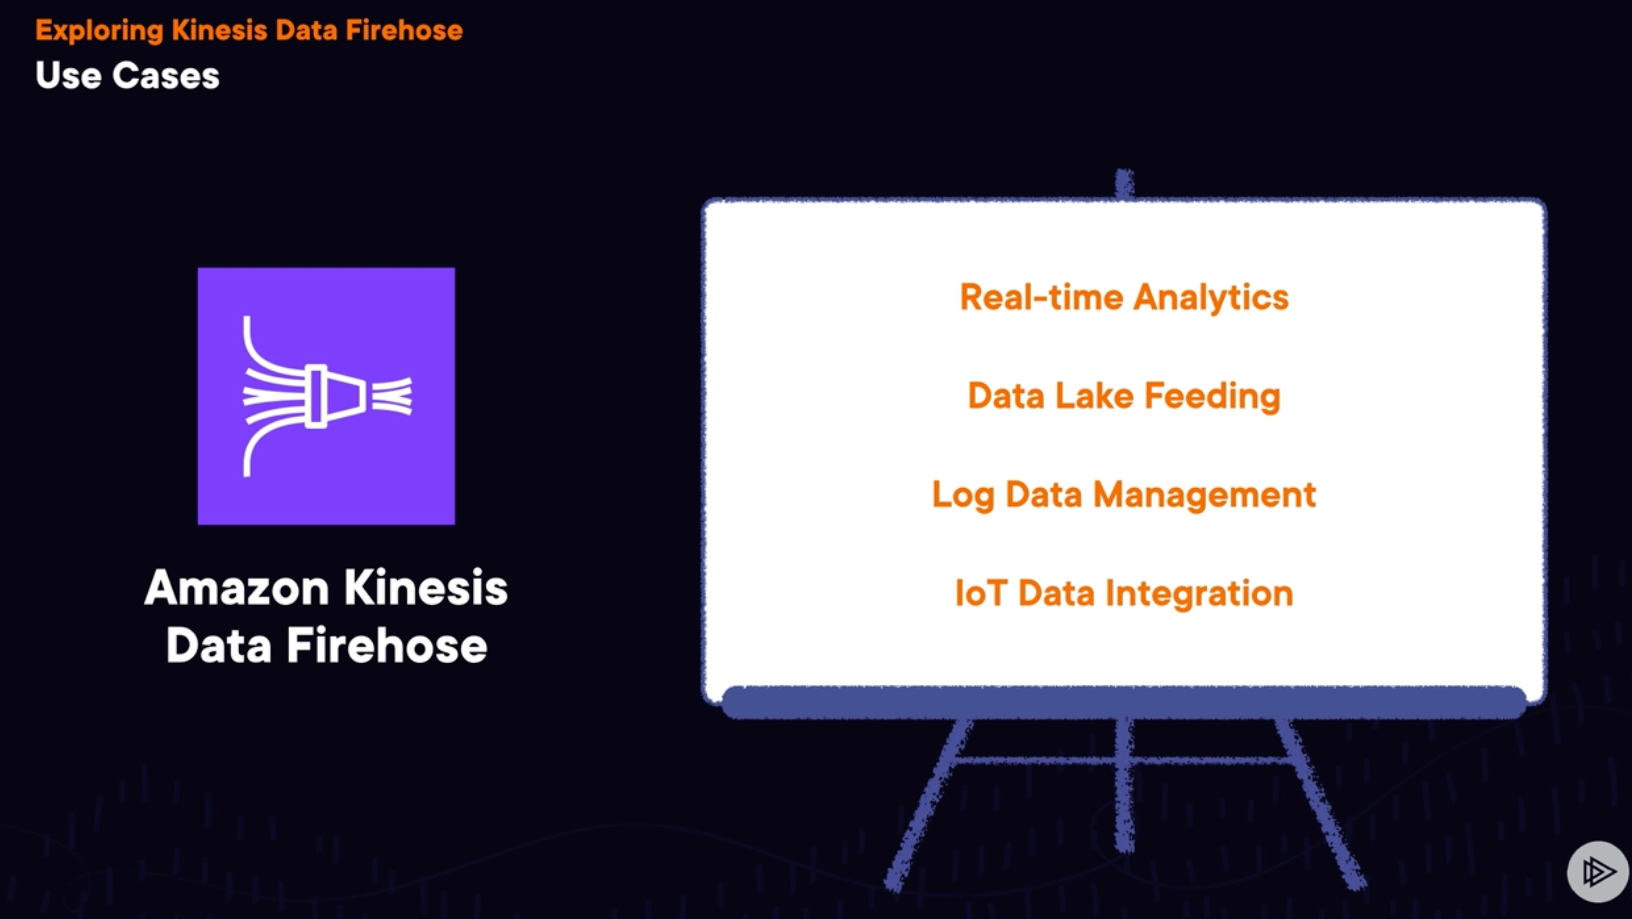 Exploring Kinesis Data Firehose
Use Cases
Amazon Kinesis
Data Firehose
Real-time Analytics
Data Lake Feeding
Log Data Management
IoT Data Integration